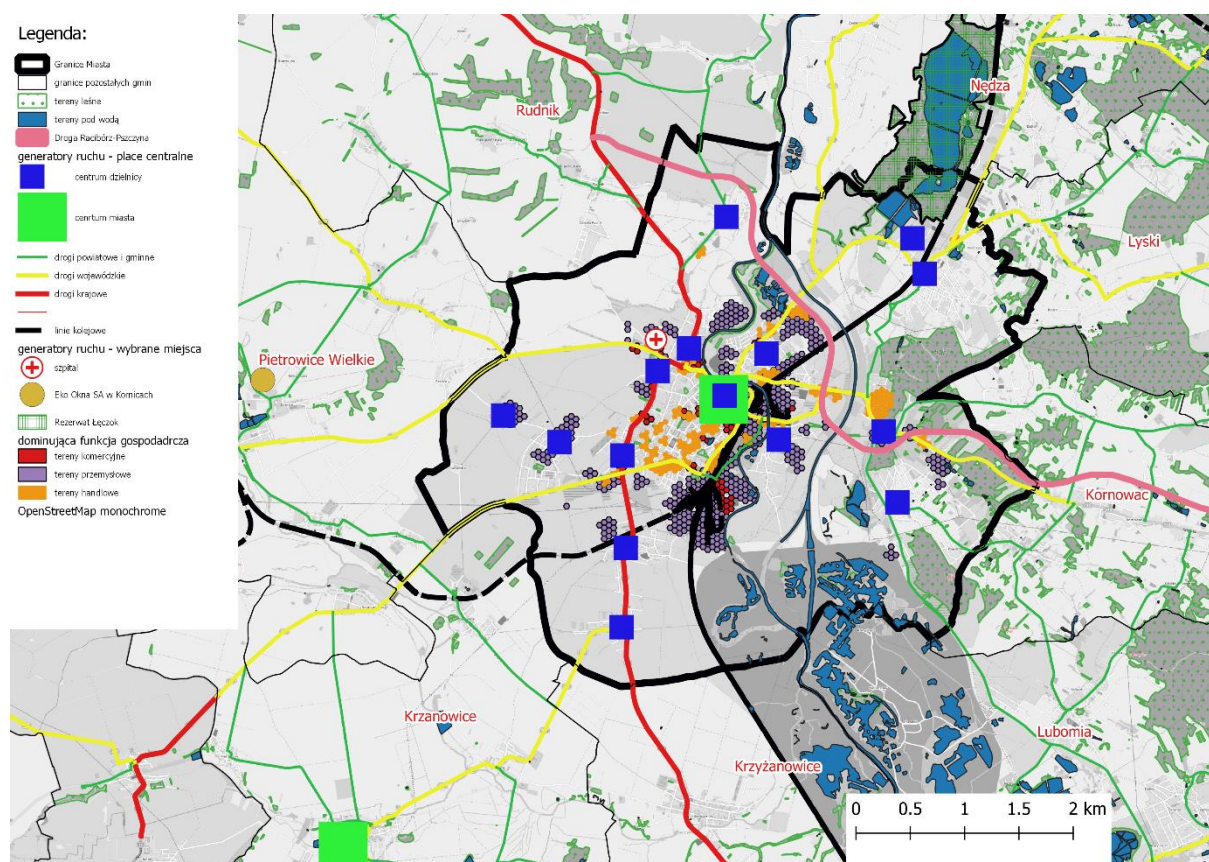 Legenda:
Granice Miasta
granice pozostałych gmin
tereny leśne
tereny pod wodą
Droga Racibórz-Pszczyna
generatory ruchu - place centralne
centrum dzielnicy
cenrtum miasta
drogi powiatowe i gminne
drogi wojewódzkie
drogi krajowe
linie kolejowe
generatory ruchu - wybrane miejsca
szpital
Eko Okna SA w Kornicach
Rezerwat Łęczok
dominująca funkcja gospodadrcza
tereny komercyjne
tereny przemysłowe
tereny handlowe
OpenStreetMap monochrome
Rudnik
Nędza
Lyski
Pietrowice Wielkie
Kornowac
Krzanowice
Lubomia
Krzyżanowice
0 0.5 1 1.5 2 km